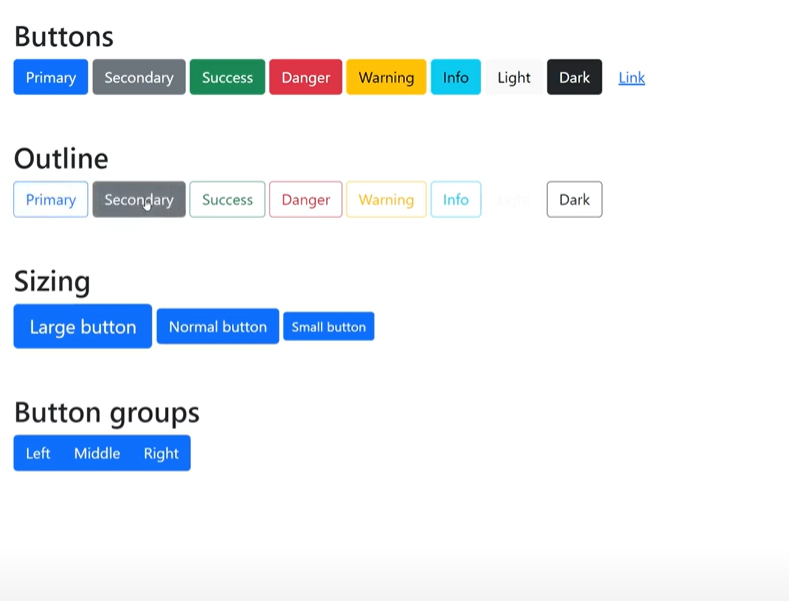 Buttons
Primary Secondary Success Danger Warning Info Light Dark Link
Outline
Primary Secondary Success Danger Warning Info Light Dark
Sizing
Large button Normal button Small button
Button groups
Left Middle Right